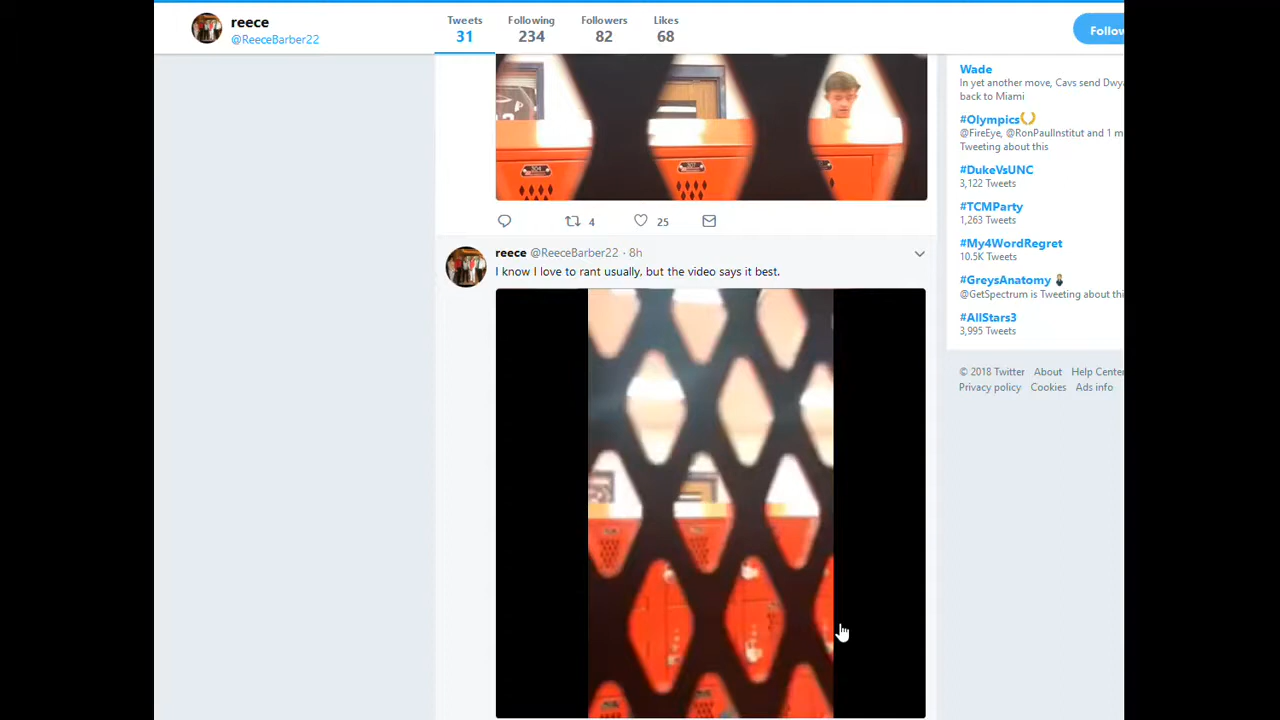 reece
@ReeceBarber22
Tweets
31
Following
234
Followers
82
Likes
68
Follow
Wade
In yet another move, Cavs send Dwy
back to Miami
#Olympics
@FireEye, @RonPaulInstitut and 1 m
Tweeting about this
#DukeVsUNC
3,122 Tweets
#TCMParty
1,263 Tweets
#My4WordRegret
10.5K Tweets
#GreysAnatomy
@GetSpectrum is Tweeting about thi
#AllStars3
3,995 Tweets
© 2018 Twitter About Help Center
Privacy policy Cookies Ads info
304
307
4
25
reece @ReeceBarber22 · 8h
I know I love to rant usually, but the video says it best.